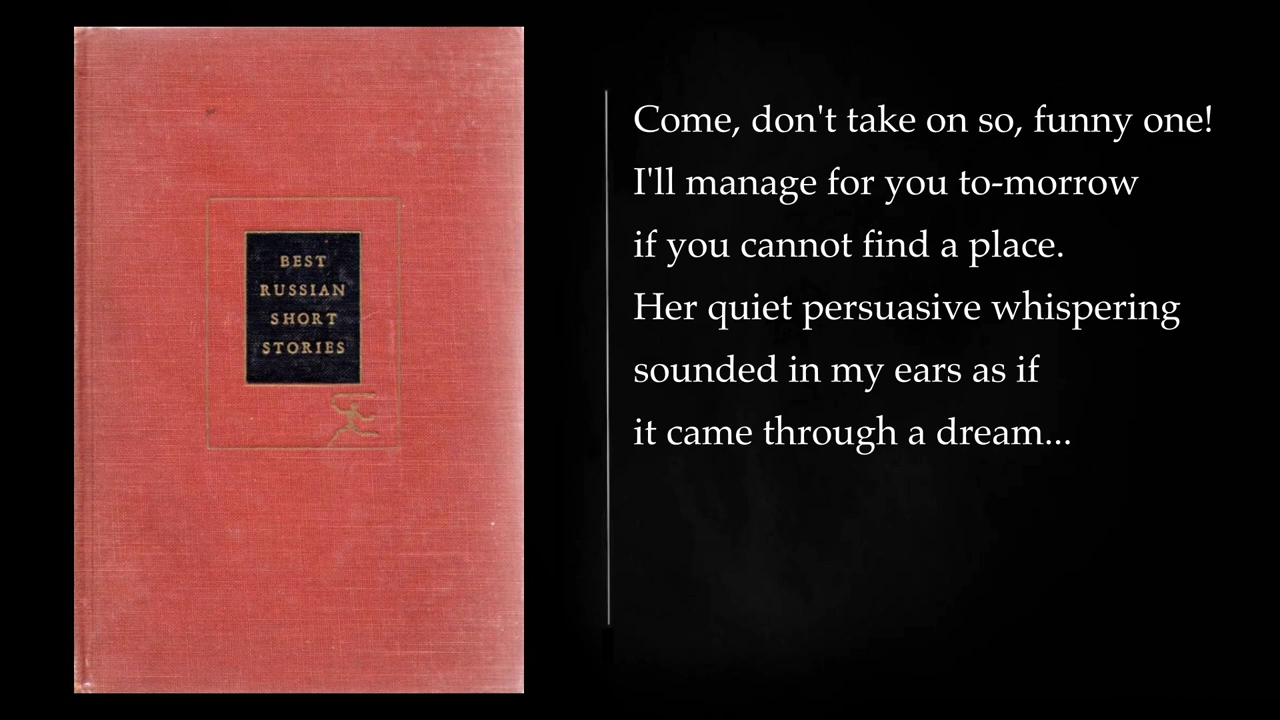 BEST
RUSSIAN
SHORT
STORIES
Come, don't take on so, funny one!
I'll manage for you to-morrow
if you cannot find a place.
Her quiet persuasive whispering
sounded in my ears as if
it came through a dream...